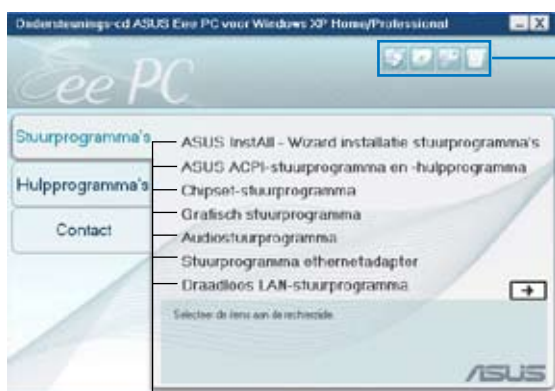 Ondersteunings-cd ASUS Eee PC voor Windows XP Home/Professional
Eee PC
Stuurprogramma's
Hulpprogramma's
Contact
ASUS InstAll - Wizard installatie stuurprogramma's
ASUS ACPI-stuurprogramma en -hulpprogramma
Chipset-stuurprogramma
Grafisch stuurprogramma
Audiostuurprogramma
Stuurprogramma ethernetadapter
Draadloos LAN-stuurprogramma
Selecteer de items aan de rechterzijde.
ASUS